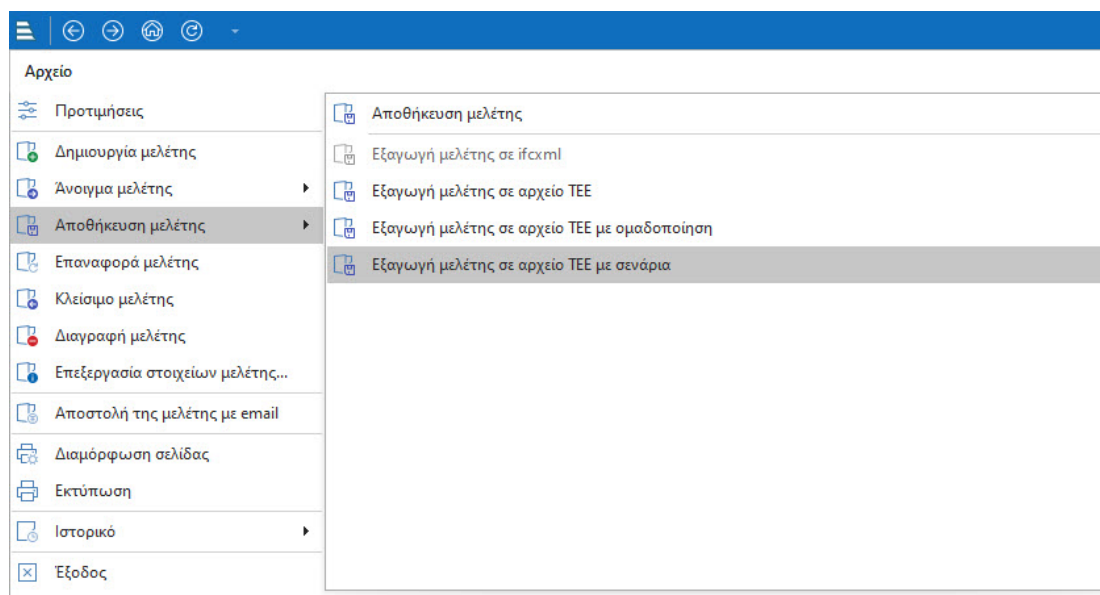 Αρχείο
Προτιμήσεις
Δημιουργία μελέτης
Άνοιγμα μελέτης
Αποθήκευση μελέτης
Επαναφορά μελέτης
Κλείσιμο μελέτης
Διαγραφή μελέτης
Επεξεργασία στοιχείων μελέτης...
Αποστολή της μελέτης με email
Διαμόρφωση σελίδας
Εκτύπωση
Ιστορικό
Έξοδος
Αποθήκευση μελέτης
Εξαγωγή μελέτης σε ifcxml
Εξαγωγή μελέτης σε αρχείο ΤΕΕ
Εξαγωγή μελέτης σε αρχείο ΤΕΕ με ομαδοποίηση
Εξαγωγή μελέτης σε αρχείο ΤΕΕ με σενάρια